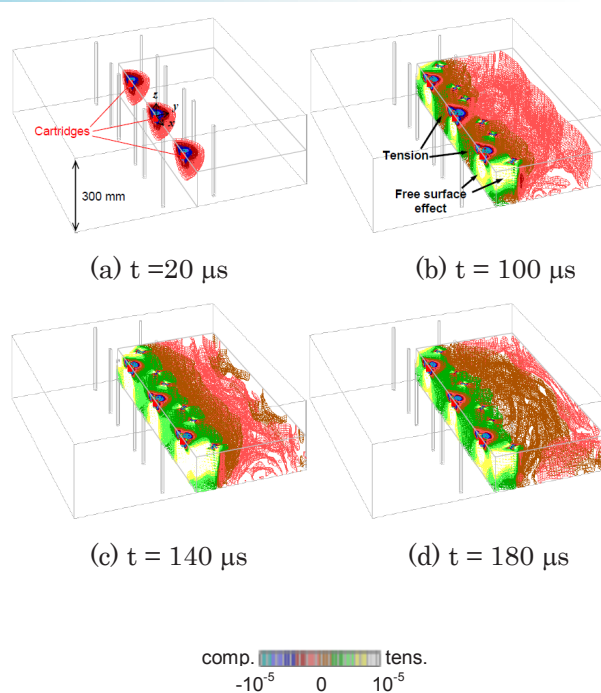 z
y
x
Cartridges
300 mm
Tension
Free surface
effect
(a) t =20 μs
(b) t = 100 μs
(c) t = 140 μs
(d) t = 180 μs
comp. tens.
-10⁻⁵ 0 10⁻⁵